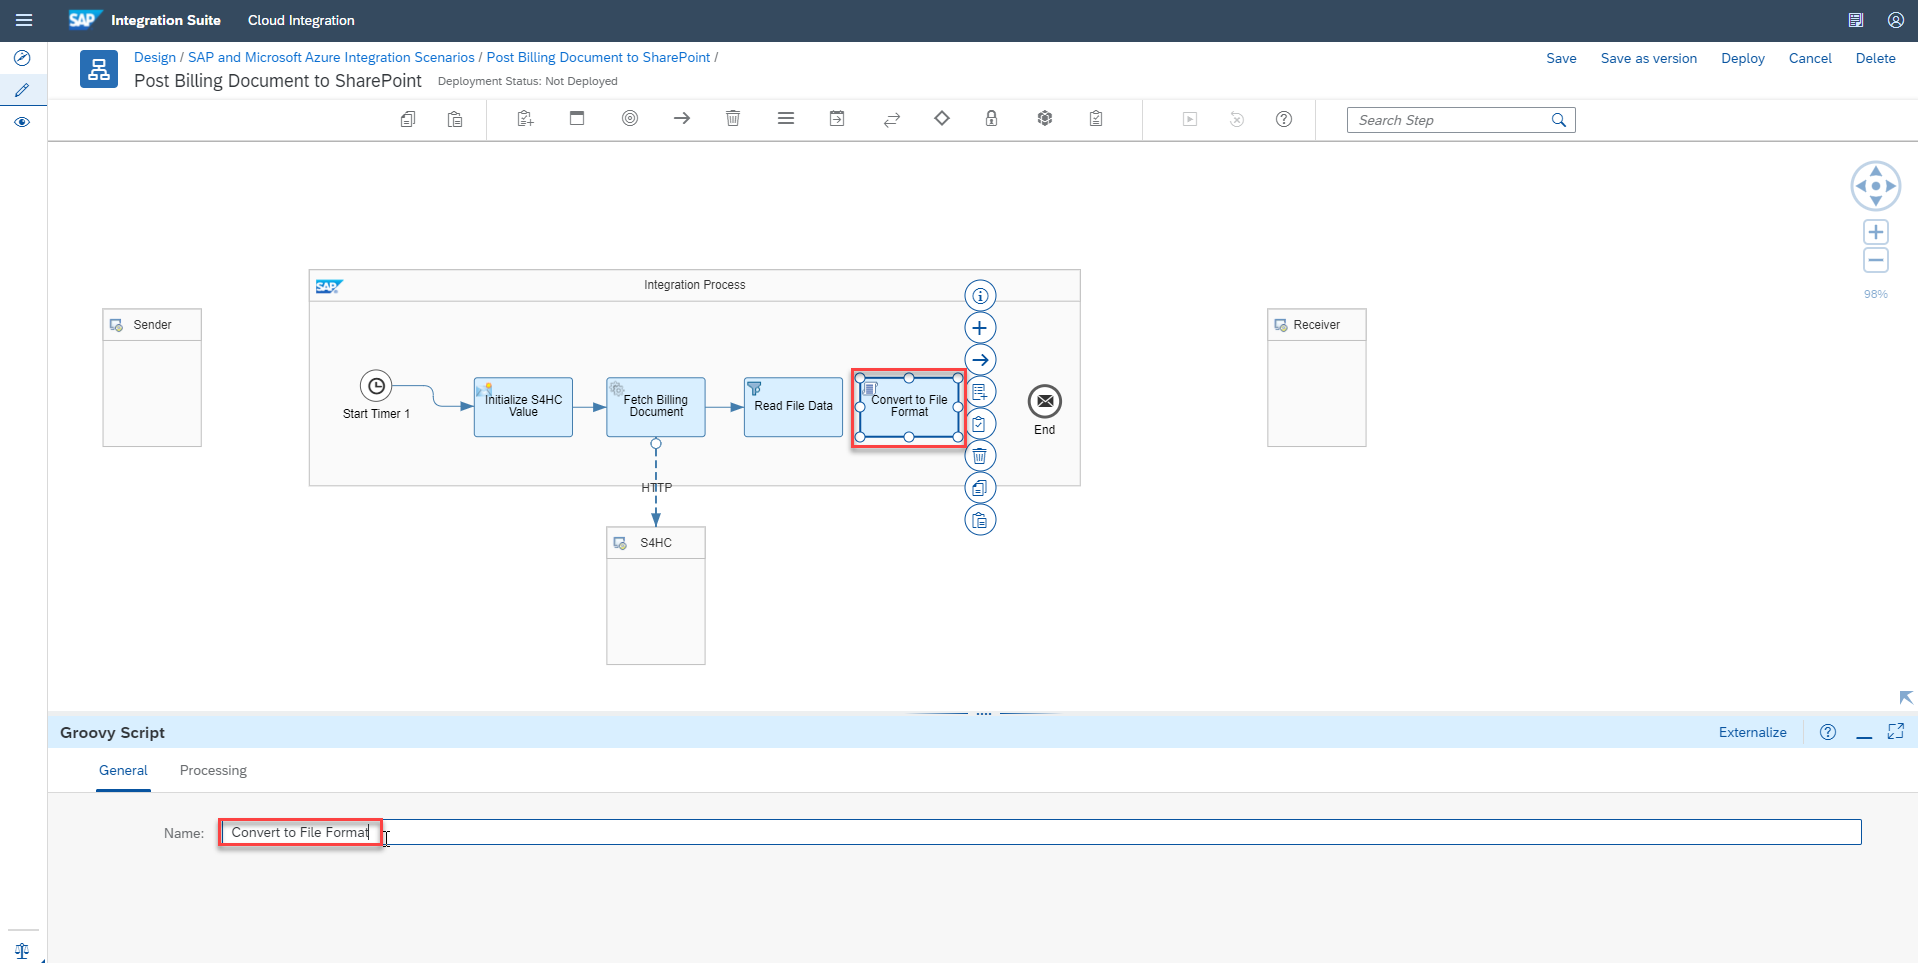 SAP Integration Suite Cloud Integration
Design / SAP and Microsoft Azure Integration Scenarios / Post Billing Document to SharePoint /
Post Billing Document to SharePoint Deployment Status: Not Deployed
Save Save as version Deploy Cancel Delete
Search Step
98%
SAP Integration Process
Sender
Receiver
Start Timer 1
Initialize S4HC
Value
Fetch Billing
Document
Read File Data
Convert to File
Format
End
HTTP
S4HC
Groovy Script
Externalize
General Processing
Name: Convert to File Format